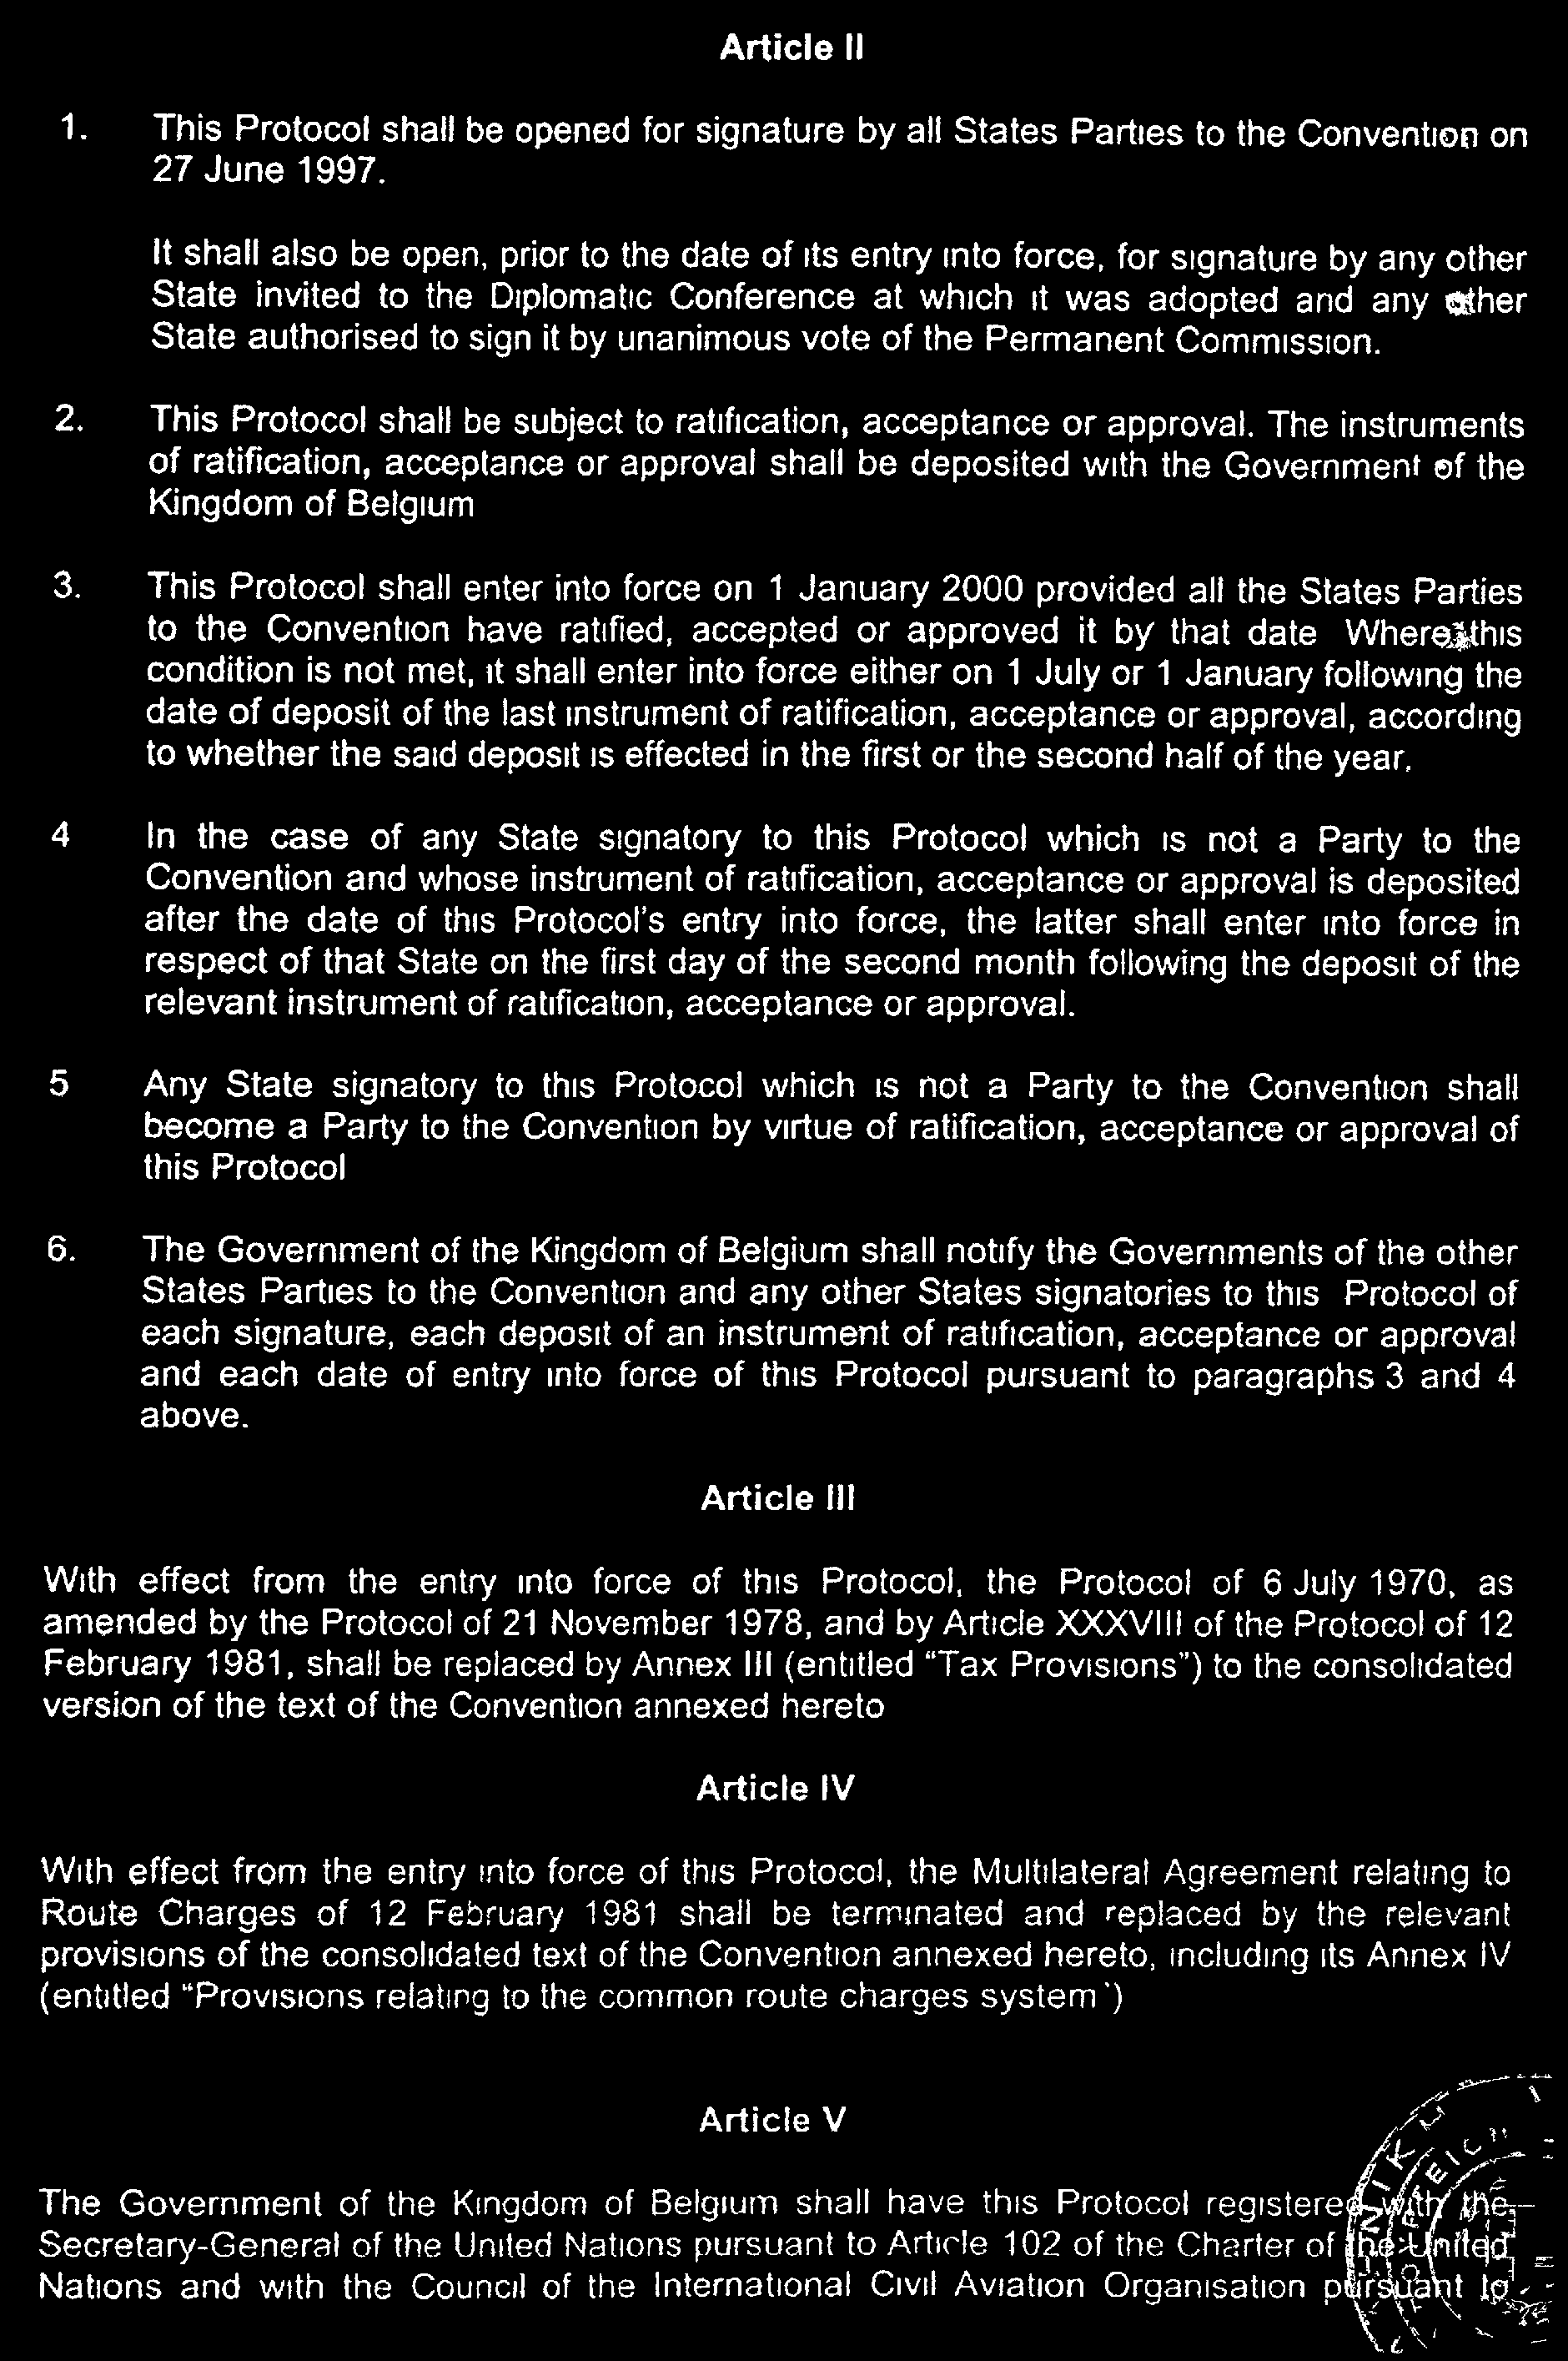 Article II
1. This Protocol shall be opened for signature by all States Parties to the Convention on
27 June 1997.
It shall also be open, prior to the date of its entry into force, for signature by any other
State invited to the Diplomatic Conference at which it was adopted and any other
State authorised to sign it by unanimous vote of the Permanent Commission.
2. This Protocol shall be subject to ratification, acceptance or approval. The instruments
of ratification, acceptance or approval shall be deposited with the Government of the
Kingdom of Belgium
3. This Protocol shall enter into force on 1 January 2000 provided all the States Parties
to the Convention have ratified, accepted or approved it by that date Where this
condition is not met, it shall enter into force either on 1 July or 1 January following the
date of deposit of the last instrument of ratification, acceptance or approval, according
to whether the said deposit is effected in the first or the second half of the year.
4 In the case of any State signatory to this Protocol which is not a Party to the
Convention and whose instrument of ratification, acceptance or approval is deposited
after the date of this Protocol's entry into force, the latter shall enter into force in
respect of that State on the first day of the second month following the deposit of the
relevant instrument of ratification, acceptance or approval.
5 Any State signatory to this Protocol which is not a Party to the Convention shall
become a Party to the Convention by virtue of ratification, acceptance or approval of
this Protocol
6. The Government of the Kingdom of Belgium shall notify the Governments of the other
States Parties to the Convention and any other States signatories to this Protocol of
each signature, each deposit of an instrument of ratification, acceptance or approval
and each date of entry into force of this Protocol pursuant to paragraphs 3 and 4
above.
Article III
With effect from the entry into force of this Protocol, the Protocol of 6 July 1970, as
amended by the Protocol of 21 November 1978, and by Article XXXVIII of the Protocol of 12
February 1981, shall be replaced by Annex III (entitled "Tax Provisions") to the consolidated
version of the text of the Convention annexed hereto
Article IV
With effect from the entry into force of this Protocol, the Multilateral Agreement relating to
Route Charges of 12 February 1981 shall be terminated and replaced by the relevant
provisions of the consolidated text of the Convention annexed hereto, including its Annex IV
(entitled "Provisions relating to the common route charges system')
Article V
The Government of the Kingdom of Belgium shall have this Protocol registered with the
Secretary-General of the United Nations pursuant to Article 102 of the Charter of the United
Nations and with the Council of the International Civil Aviation Organisation pursuant to